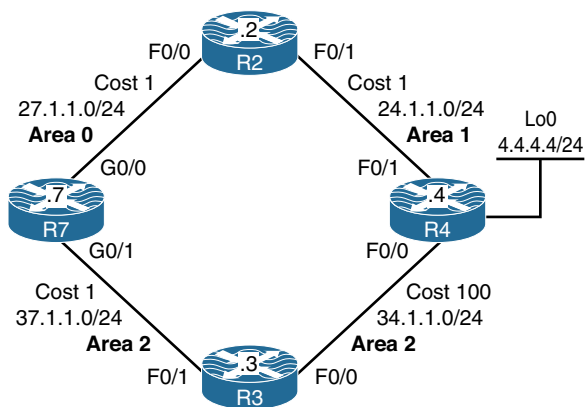 .2
F0/0
F0/1
R2
Cost 1
27.1.1.0/24
Area 0
Cost 1
24.1.1.0/24
Area 1
Lo0
4.4.4.4/24
G0/0
F0/1
.7
R7
.4
R4
G0/1
F0/0
Cost 1
37.1.1.0/24
Area 2
Cost 100
34.1.1.0/24
Area 2
.3
F0/1
F0/0
R3